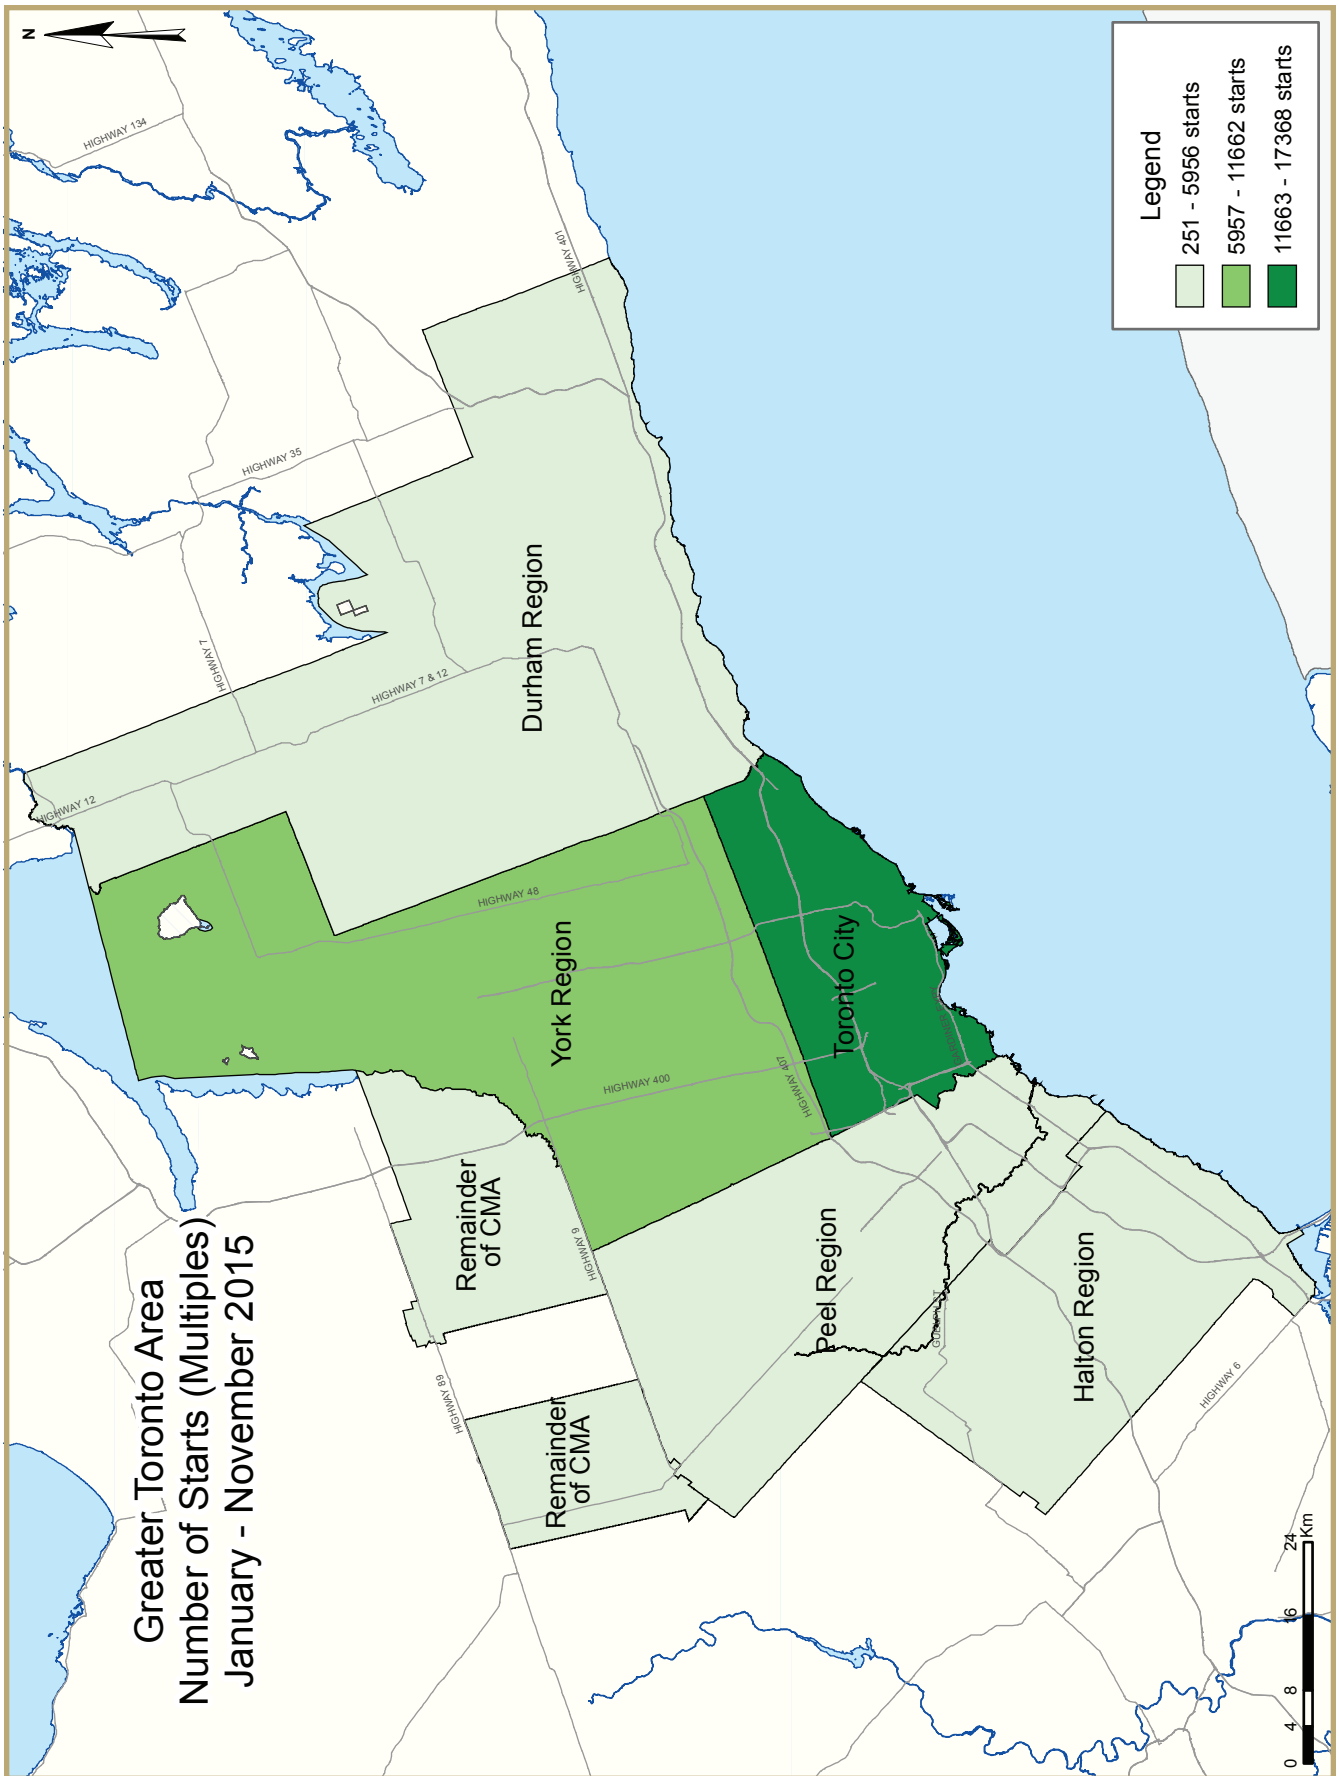 Greater Toronto Area
Number of Starts (Multiples)
January - November 2015
N
HIGHWAY 134
HIGHWAY 401
HIGHWAY 35
HIGHWAY 7
HIGHWAY 7 & 12
HIGHWAY 12
Durham Region
HIGHWAY 48
York Region
HIGHWAY 400
HIGHWAY 407
Toronto City
Remainder
of CMA
HIGHWAY 9
HIGHWAY 89
Remainder
of CMA
Peel Region
GUELPH ST
Halton Region
HIGHWAY 6
Legend
251 - 5956 starts
5957 - 11662 starts
11663 - 17368 starts
0 4 8 16 24
Km